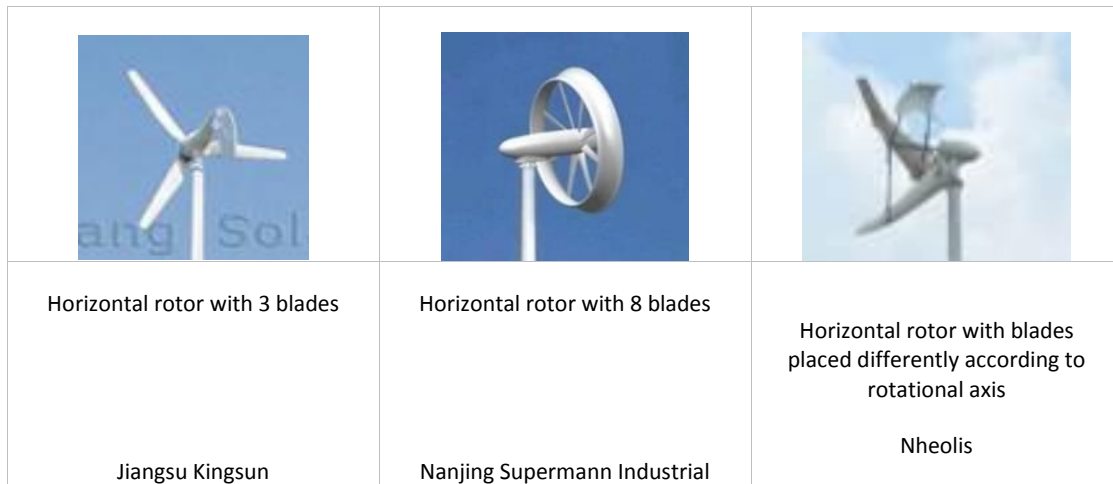 ang Sol
Horizontal rotor with 3 blades
Jiangsu Kingsun
Horizontal rotor with 8 blades
Nanjing Supermann Industrial
Horizontal rotor with blades
placed differently according to
rotational axis
Nheolis